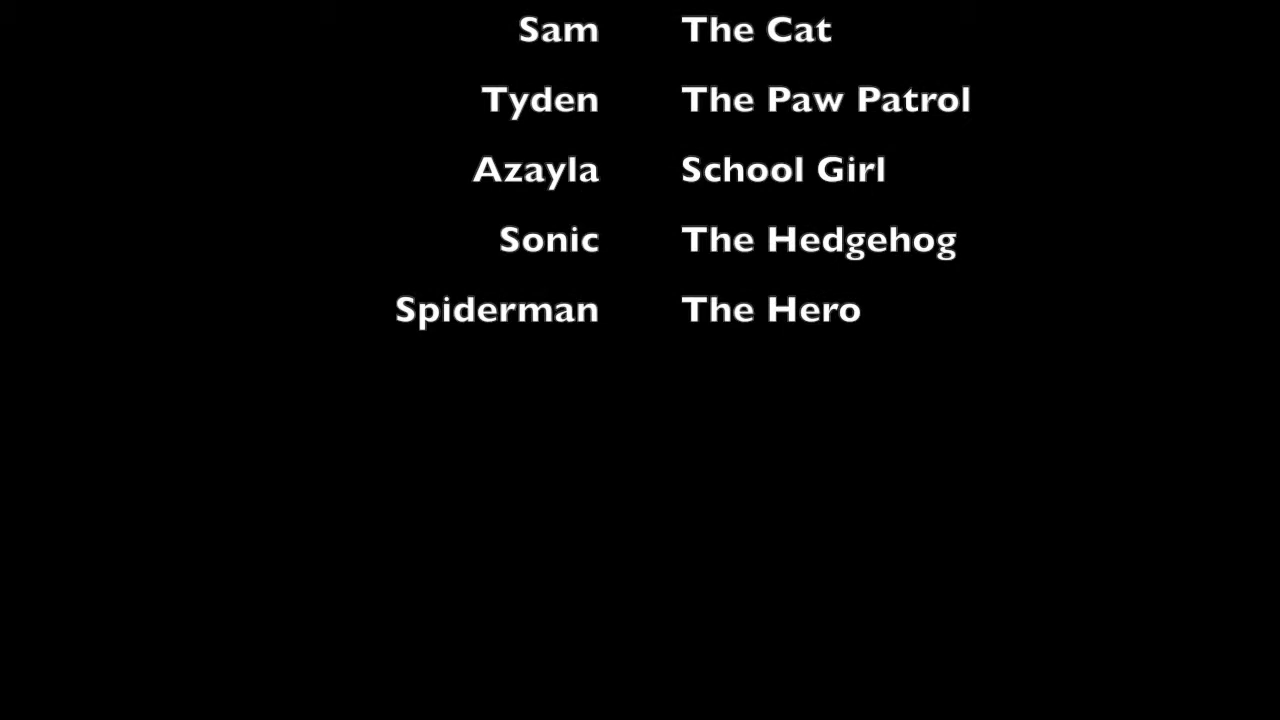 Sam The Cat
Tyden The Paw Patrol
Azayla School Girl
Sonic The Hedgehog
Spiderman The Hero